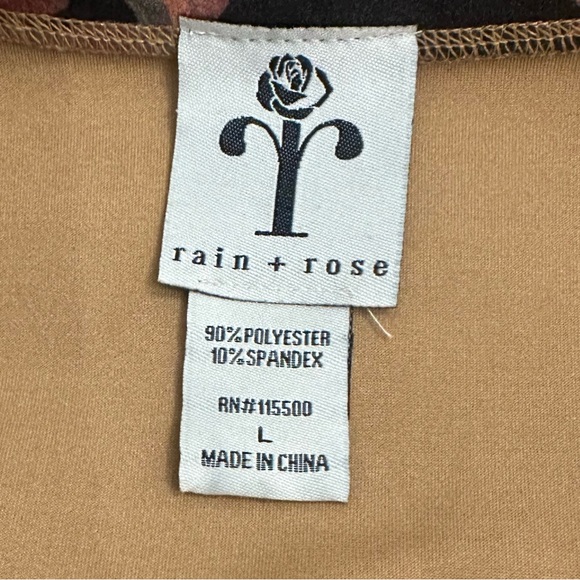 rain + rose
90% POLYESTER
10% SPANDEX
RN#115500
L
MADE IN CHINA